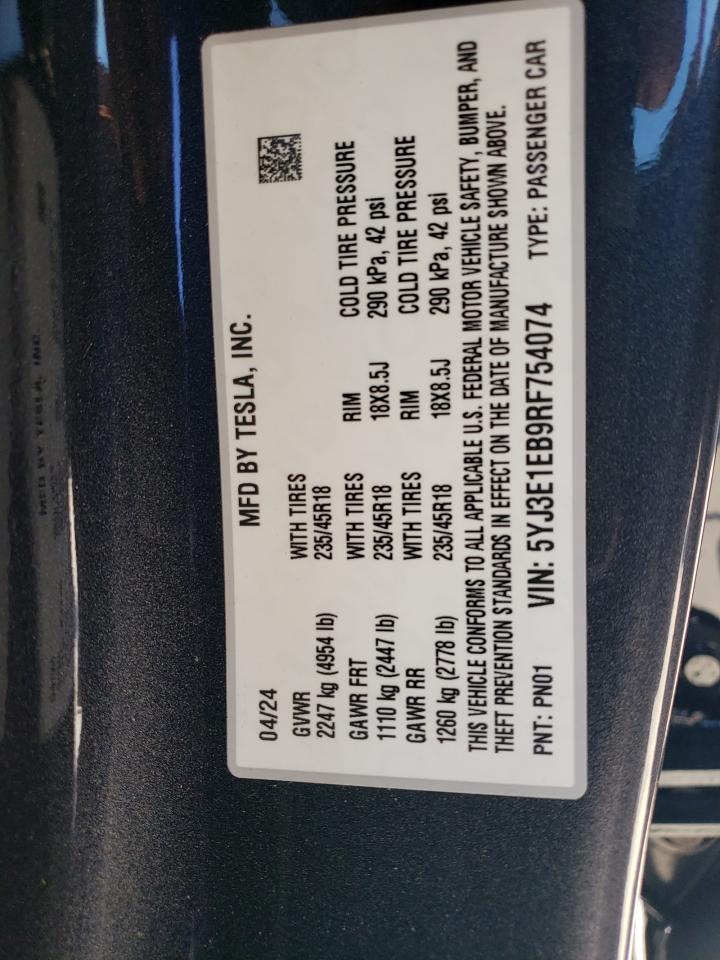 MFD BY TESLA, INC.
04/24
GVWR
2247 kg (4954 lb)
WITH TIRES
235/45R18
GAWR FRT
1110 kg (2447 lb)
WITH TIRES
235/45R18
RIM
18X8.5J
COLD TIRE PRESSURE
290 kPa, 42 psi
GAWR RR
1260 kg (2778 lb)
WITH TIRES
235/45R18
RIM
18X8.5J
COLD TIRE PRESSURE
290 kPa, 42 psi
THIS VEHICLE CONFORMS TO ALL APPLICABLE U.S. FEDERAL MOTOR VEHICLE SAFETY, BUMPER, AND
THEFT PREVENTION STANDARDS IN EFFECT ON THE DATE OF MANUFACTURE SHOWN ABOVE.
PNT: PN01 VIN: 5YJ3E1EB9RF754074 TYPE: PASSENGER CAR
MFD BY TESLA, INC.